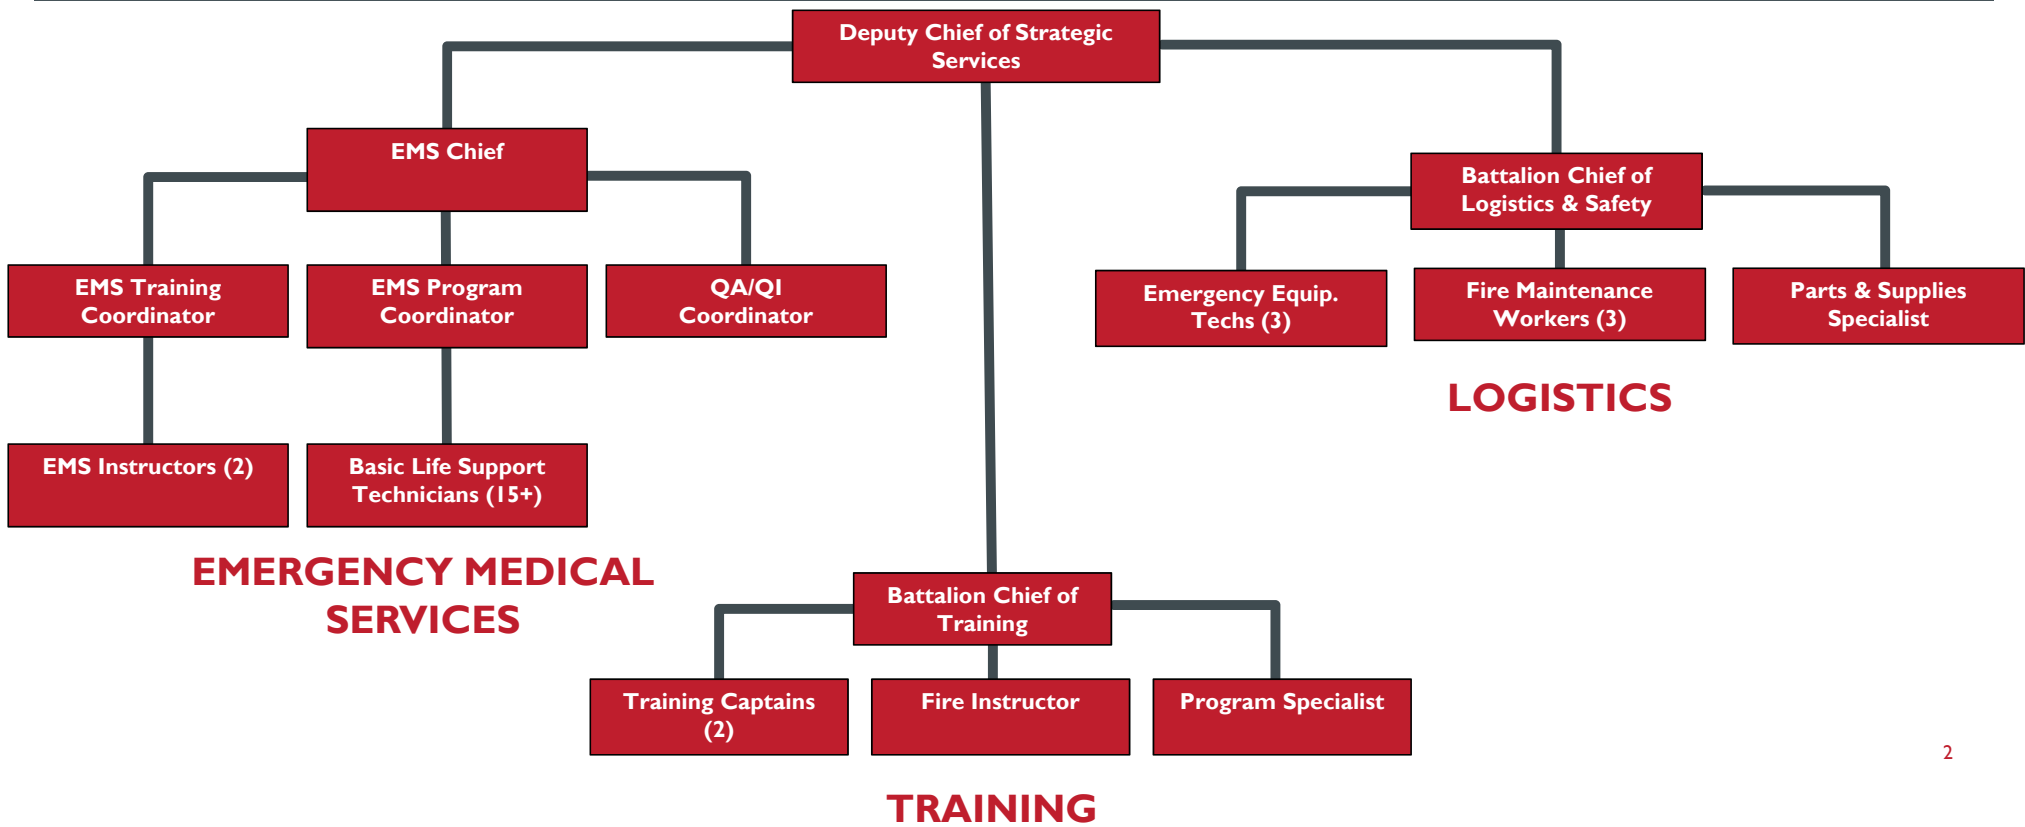 Deputy Chief of Strategic
Services
EMS Chief
Battalion Chief of
Logistics & Safety
EMS Training
Coordinator
EMS Program
Coordinator
QA/QI
Coordinator
Emergency Equip.
Techs (3)
Fire Maintenance
Workers (3)
Parts & Supplies
Specialist
LOGISTICS
EMS Instructors (2)
Basic Life Support
Technicians (15+)
EMERGENCY MEDICAL
SERVICES
Battalion Chief of
Training
Training Captains
(2)
Fire Instructor
Program Specialist
TRAINING
2